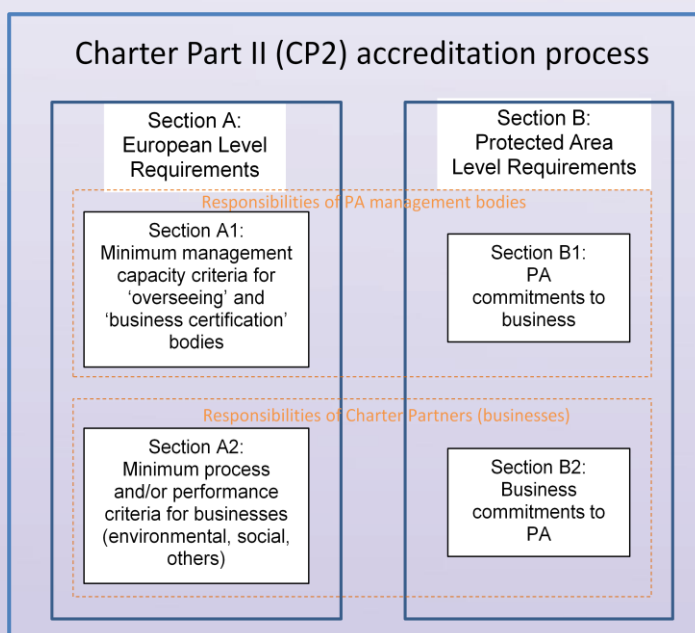 Charter Part II (CP2) accreditation process
Section A:
European Level
Requirements
Section B:
Protected Area
Level Requirements
Responsibilities of PA management bodies
Section A1:
Minimum management
capacity criteria for
‘overseeing’ and
‘business certification’
bodies
Section B1:
PA
commitments to
business
Responsibilities of Charter Partners (businesses)
Section A2:
Minimum process
and/or performance
criteria for businesses
(environmental, social,
others)
Section B2:
Business
commitments to
PA